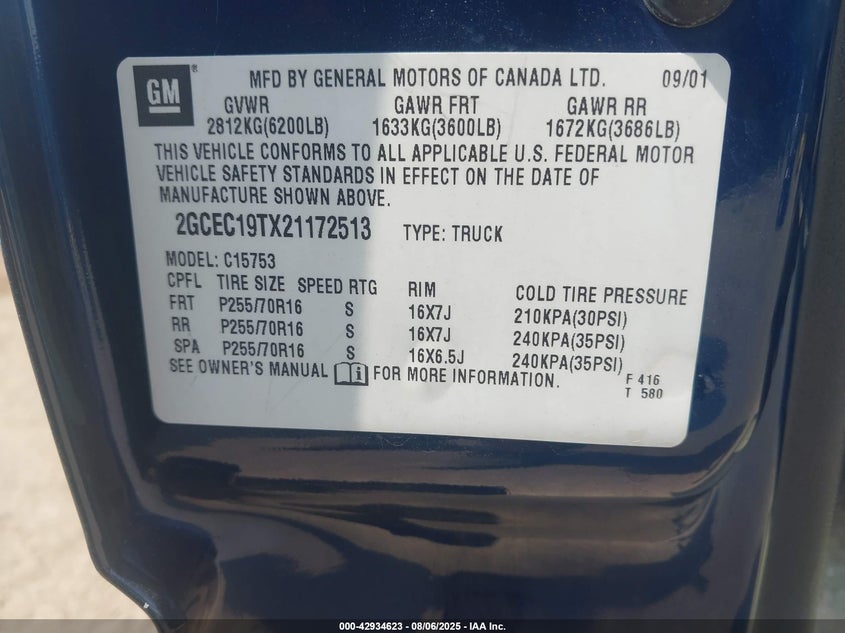 GM ® MFD BY GENERAL MOTORS OF CANADA LTD. 09/01
GVWR GAWR FRT GAWR RR
2812KG(6200LB) 1633KG(3600LB) 1672KG(3686LB)
THIS VEHICLE CONFORMS TO ALL APPLICABLE U.S. FEDERAL MOTOR
VEHICLE SAFETY STANDARDS IN EFFECT ON THE DATE OF
MANUFACTURE SHOWN ABOVE.
2GCEC19TX21172513 TYPE: TRUCK
MODEL: C15753
CPFL TIRE SIZE SPEED RTG RIM COLD TIRE PRESSURE
FRT P255/70R16 S 16X7J 210KPA(30PSI)
RR P255/70R16 S 16X7J 240KPA(35PSI)
SPA P255/70R16 S 16X6.5J 240KPA(35PSI)
SEE OWNER'S MANUAL FOR MORE INFORMATION.
F 416
T 580
000-42934623 - 08/06/2025 - IAA Inc.